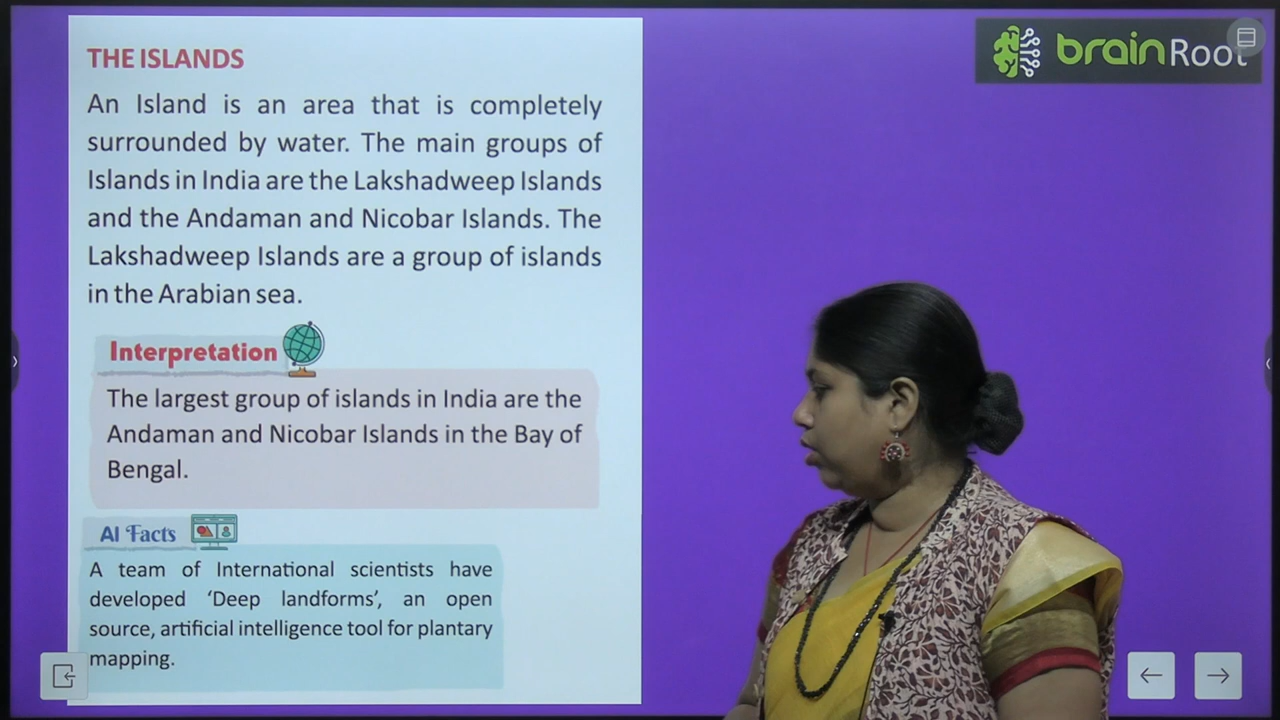 THE ISLANDS
An Island is an area that is completely
surrounded by water. The main groups of
Islands in India are the Lakshadweep Islands
and the Andaman and Nicobar Islands. The
Lakshadweep Islands are a group of islands
in the Arabian sea.
Interpretation
The largest group of islands in India are the
Andaman and Nicobar Islands in the Bay of
Bengal.
AI Facts
A team of International scientists have
developed ‘Deep landforms’, an open
source, artificial intelligence tool for plantary
mapping.
brainRoot